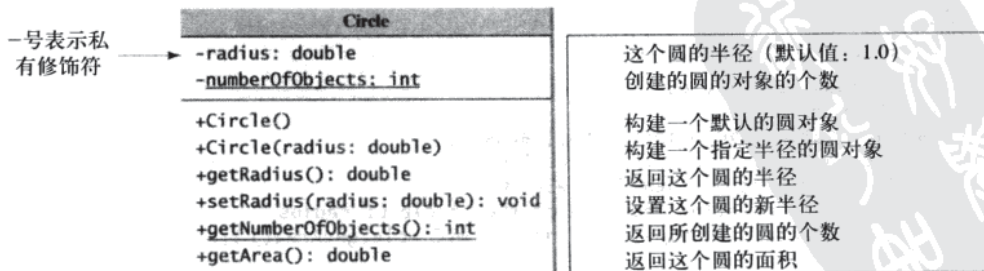 Circle
-号表示私
有修饰符
-radius: double
-numberOfObjects: int
+Circle()
+Circle(radius: double)
+getRadius(): double
+setRadius(radius: double): void
+getNumberOfObjects(): int
+getArea(): double
这个圆的半径（默认值：1.0）
创建的圆的对象的个数
构建一个默认的圆对象
构建一个指定半径的圆对象
返回这个圆的半径
设置这个圆的新半径
返回所创建的圆的个数
返回这个圆的面积